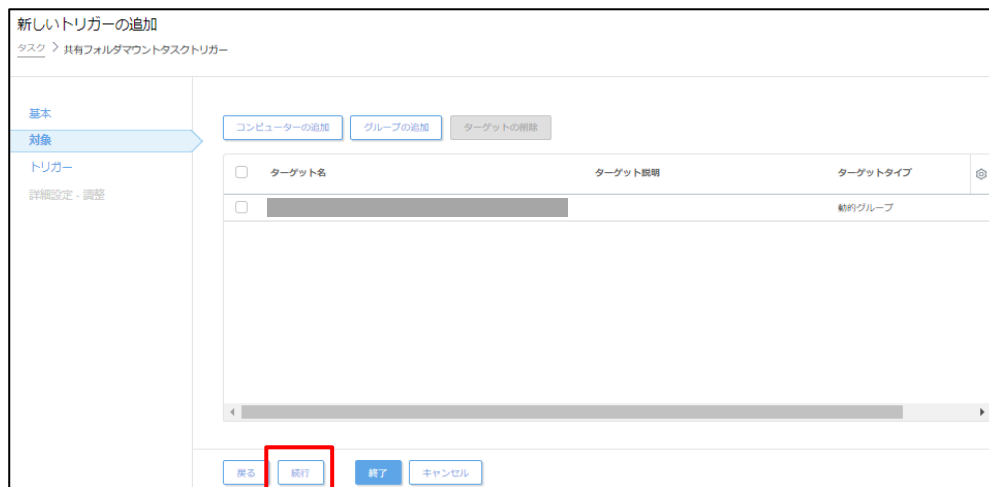 新しいトリガーの追加
タスク > 共有フォルダマウントタスクトリガー
基本
対象
トリガー
詳細設定 - 調整
コンピューターの追加 グループの追加 ターゲットの削除
ターゲット名 ターゲット説明 ターゲットタイプ
動的グループ
戻る 続行 終了 キャンセル